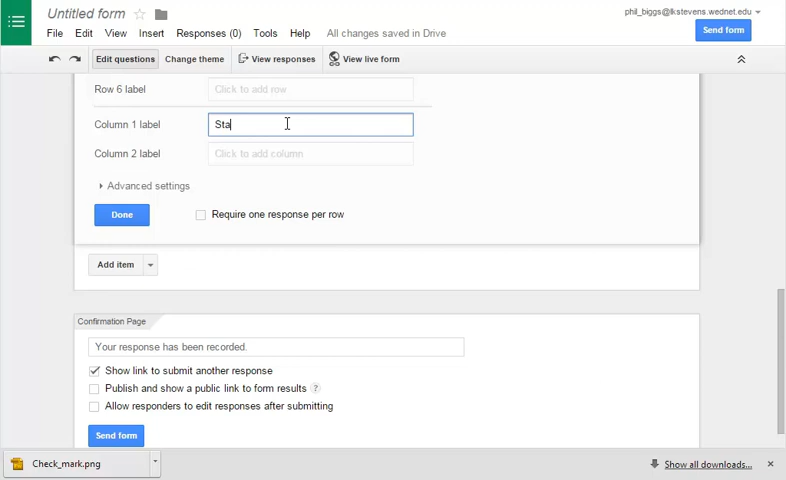 Untitled form
phil_biggs@lkstevens.wednet.edu
File Edit View Insert Responses (0) Tools Help All changes saved in Drive
Send form
Edit questions Change theme View responses View live form
Row 6 label Click to add row
Column 1 label Sta
Column 2 label Click to add column
Advanced settings
Done Require one response per row
Add item
Confirmation Page
Your response has been recorded.
Show link to submit another response
Publish and show a public link to form results ?
Allow responders to edit responses after submitting
Send form
Check_mark.png Show all downloads...